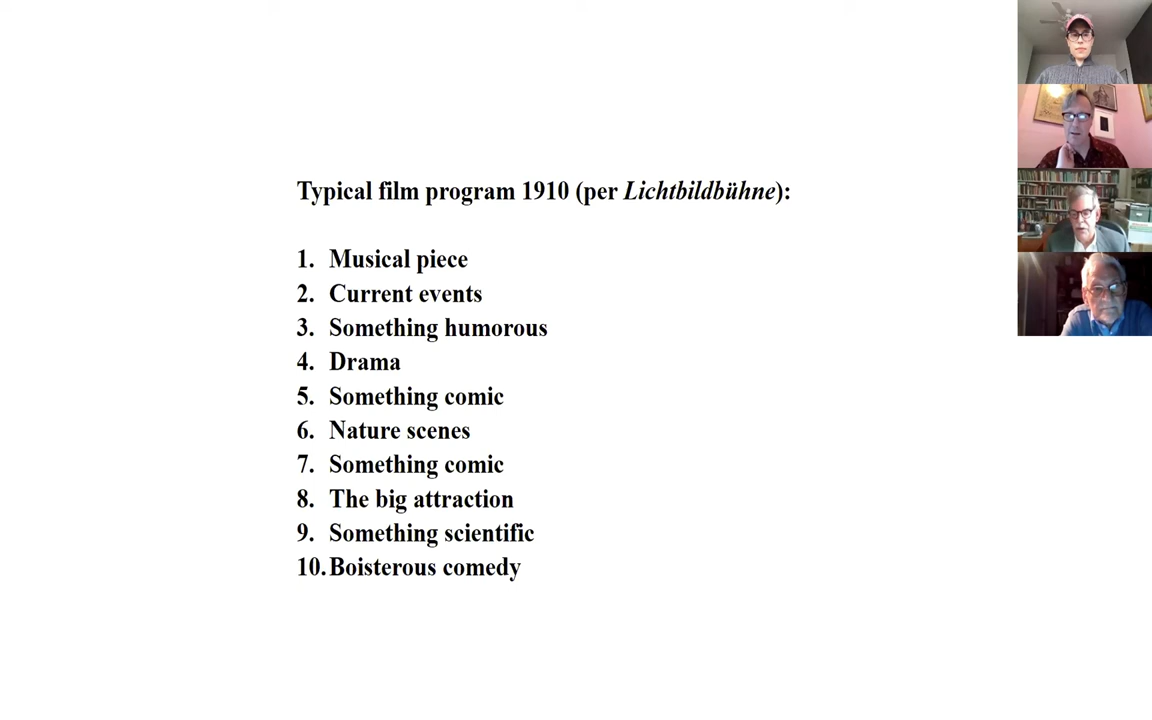 Typical film program 1910 (per Lichtbildbühne):
1. Musical piece
2. Current events
3. Something humorous
4. Drama
5. Something comic
6. Nature scenes
7. Something comic
8. The big attraction
9. Something scientific
10. Boisterous comedy